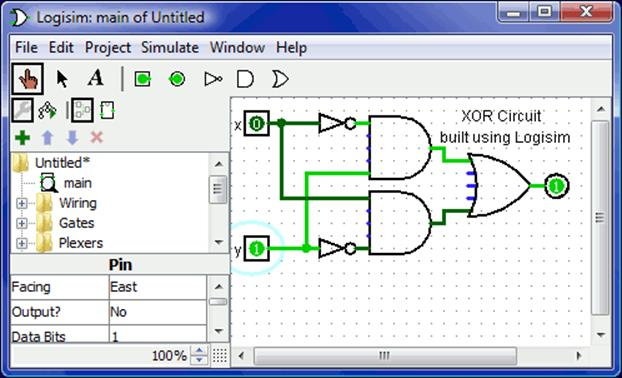 Logisim: main of Untitled
File Edit Project Simulate Window Help
A
x 0
XOR Circuit
built using Logisim
1
y 1
Untitled*
main
Wiring
Gates
Plexers
Pin
Facing East
Output? No
Data Bits 1
100%